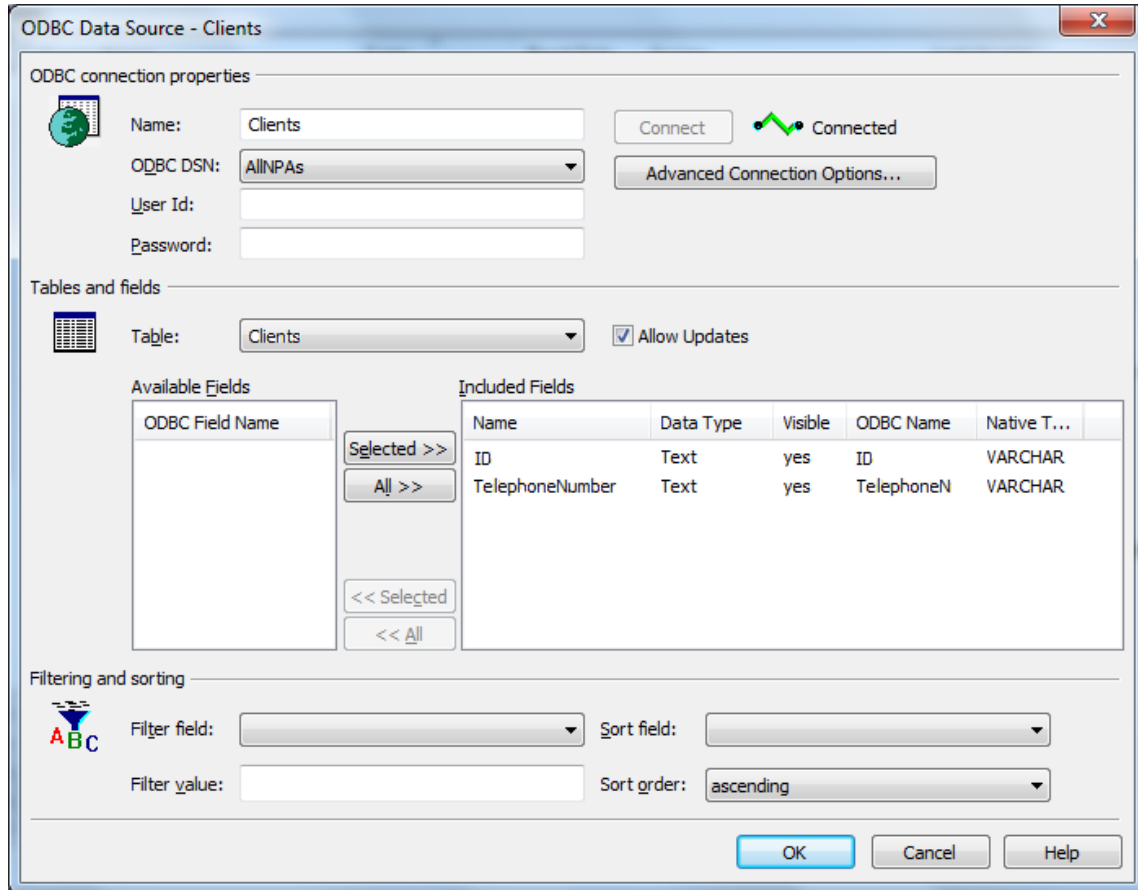 ODBC Data Source - Clients
ODBC connection properties
Name: Clients Connect Connected
ODBC DSN: AllNPAs Advanced Connection Options...
User Id:
Password:
Tables and fields
Table: Clients Allow Updates
Available Fields Included Fields
ODBC Field Name Name Data Type Visible ODBC Name Native T...
Selected >> ID Text yes ID VARCHAR
All >> TelephoneNumber Text yes TelephoneN VARCHAR
<< Selected
<< All
Filtering and sorting
ABC Filter field: Sort field:
Filter value: Sort order: ascending
OK Cancel Help